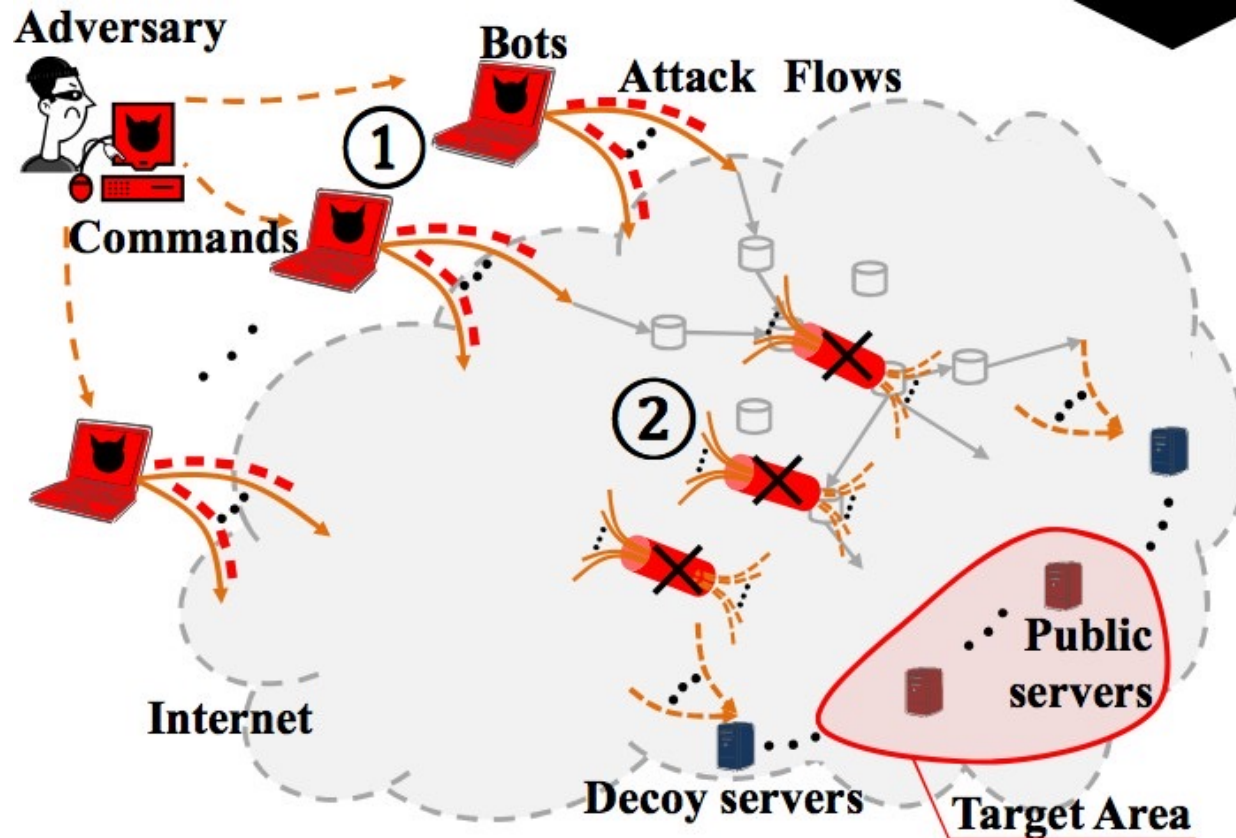 Adversary
Bots
Attack Flows
①
Commands
②
Public
servers
Internet
Decoy servers
Target Area